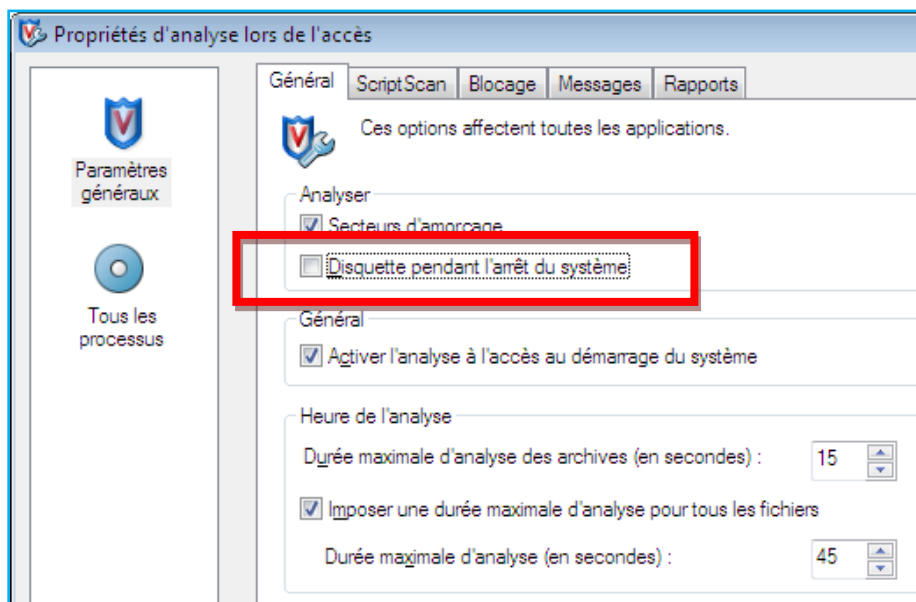 Propriétés d'analyse lors de l'accès
Paramètres
généraux
Tous les
processus
Général
ScriptScan
Blocage
Messages
Rapports
Ces options affectent toutes les applications.
Analyser
Secteurs d'amorçage
Disquette pendant l'arrêt du système
Général
Activer l'analyse à l'accès au démarrage du système
Heure de l'analyse
Durée maximale d'analyse des archives (en secondes) : 15
Imposer une durée maximale d'analyse pour tous les fichiers
Durée maximale d'analyse (en secondes) : 45